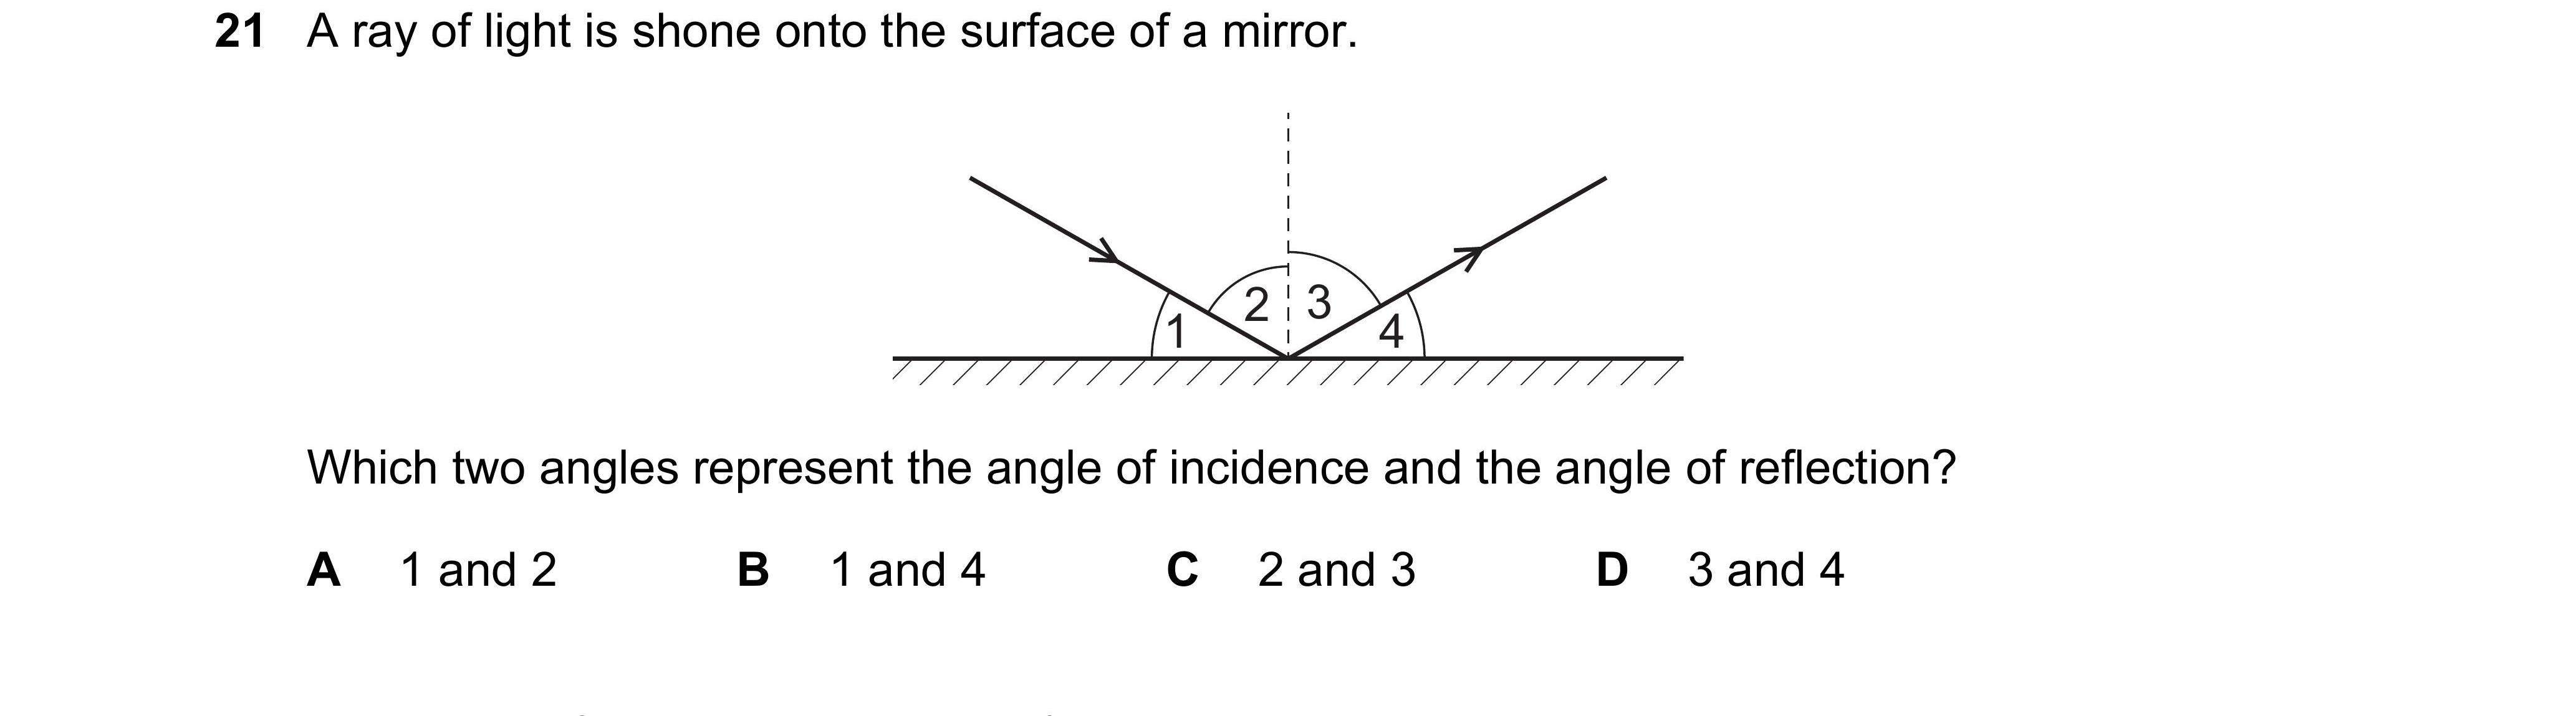 21 A ray of light is shone onto the surface of a mirror.
1 2 3 4
Which two angles represent the angle of incidence and the angle of reflection?
A 1 and 2 B 1 and 4 C 2 and 3 D 3 and 4